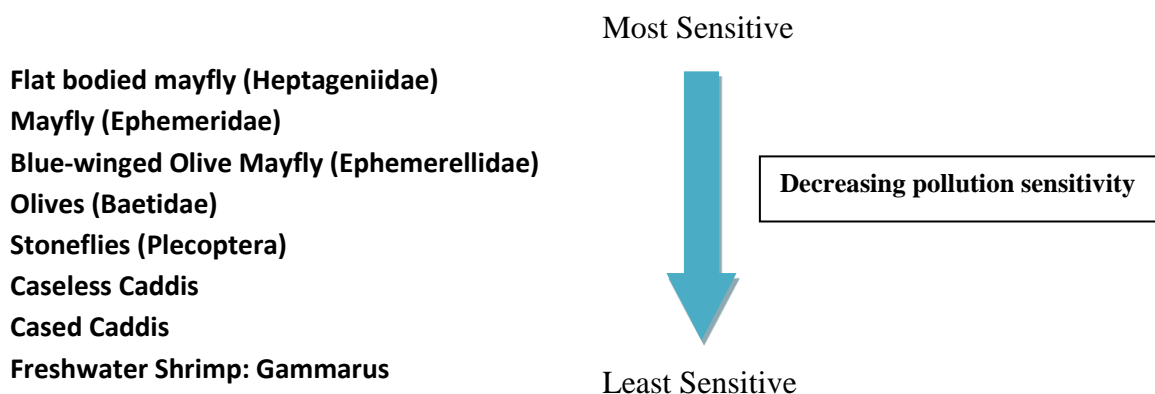 Most Sensitive
Flat bodied mayfly (Heptageniidae)
Mayfly (Ephemeridae)
Blue-winged Olive Mayfly (Ephemerellidae)
Olives (Baetidae)
Stoneflies (Plecoptera)
Caseless Caddis
Cased Caddis
Freshwater Shrimp: Gammarus
Decreasing pollution sensitivity
Least Sensitive